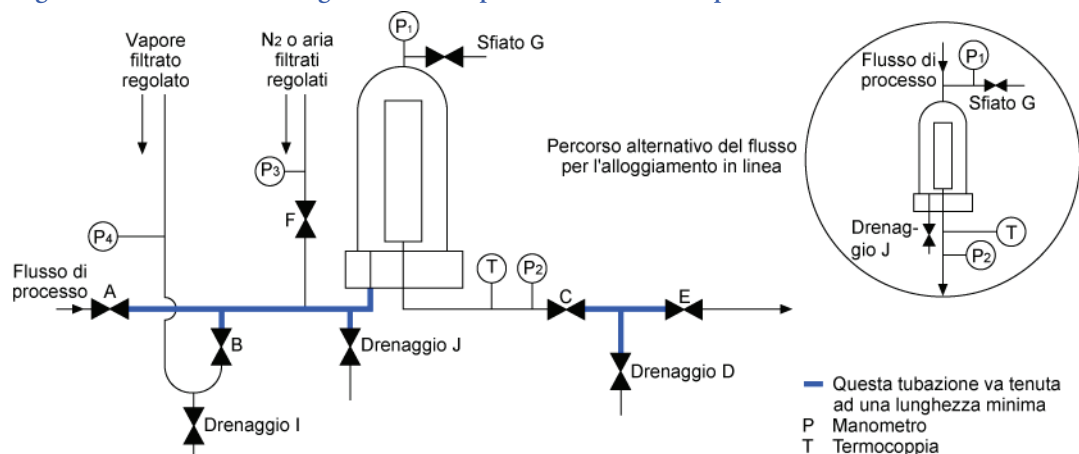 Vapore
filtrato
regolato
N2 o aria
filtrati
regolati
P1
Sfiato G
P3
F
P4
Flusso di
processo
A
B
Drenaggio I
Drenaggio J
T
P2
C
E
Drenaggio D
Percorso alternativo del flusso
per l'alloggiamento in linea
Flusso di
processo
P1
Sfiato G
Drenag-
gio J
T
P2
Questa tubazione va tenuta
ad una lunghezza minima
P Manometro
T Termocoppia